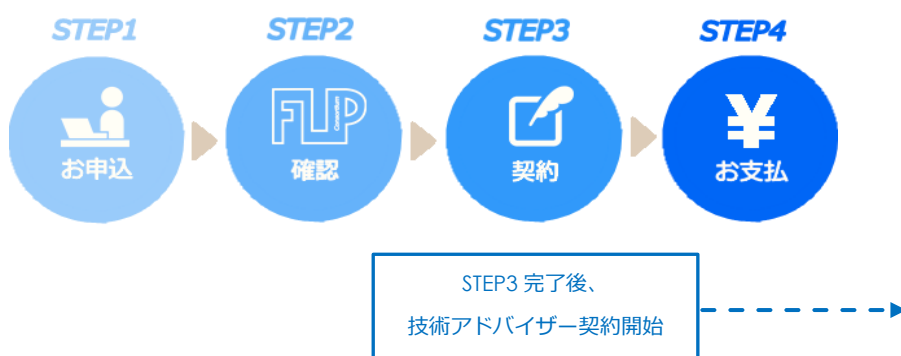 STEP1
STEP2
STEP3
STEP4
FLP
Consortium
お申込
確認
契約
¥
お支払
STEP3 完了後、
技術アドバイザー契約開始